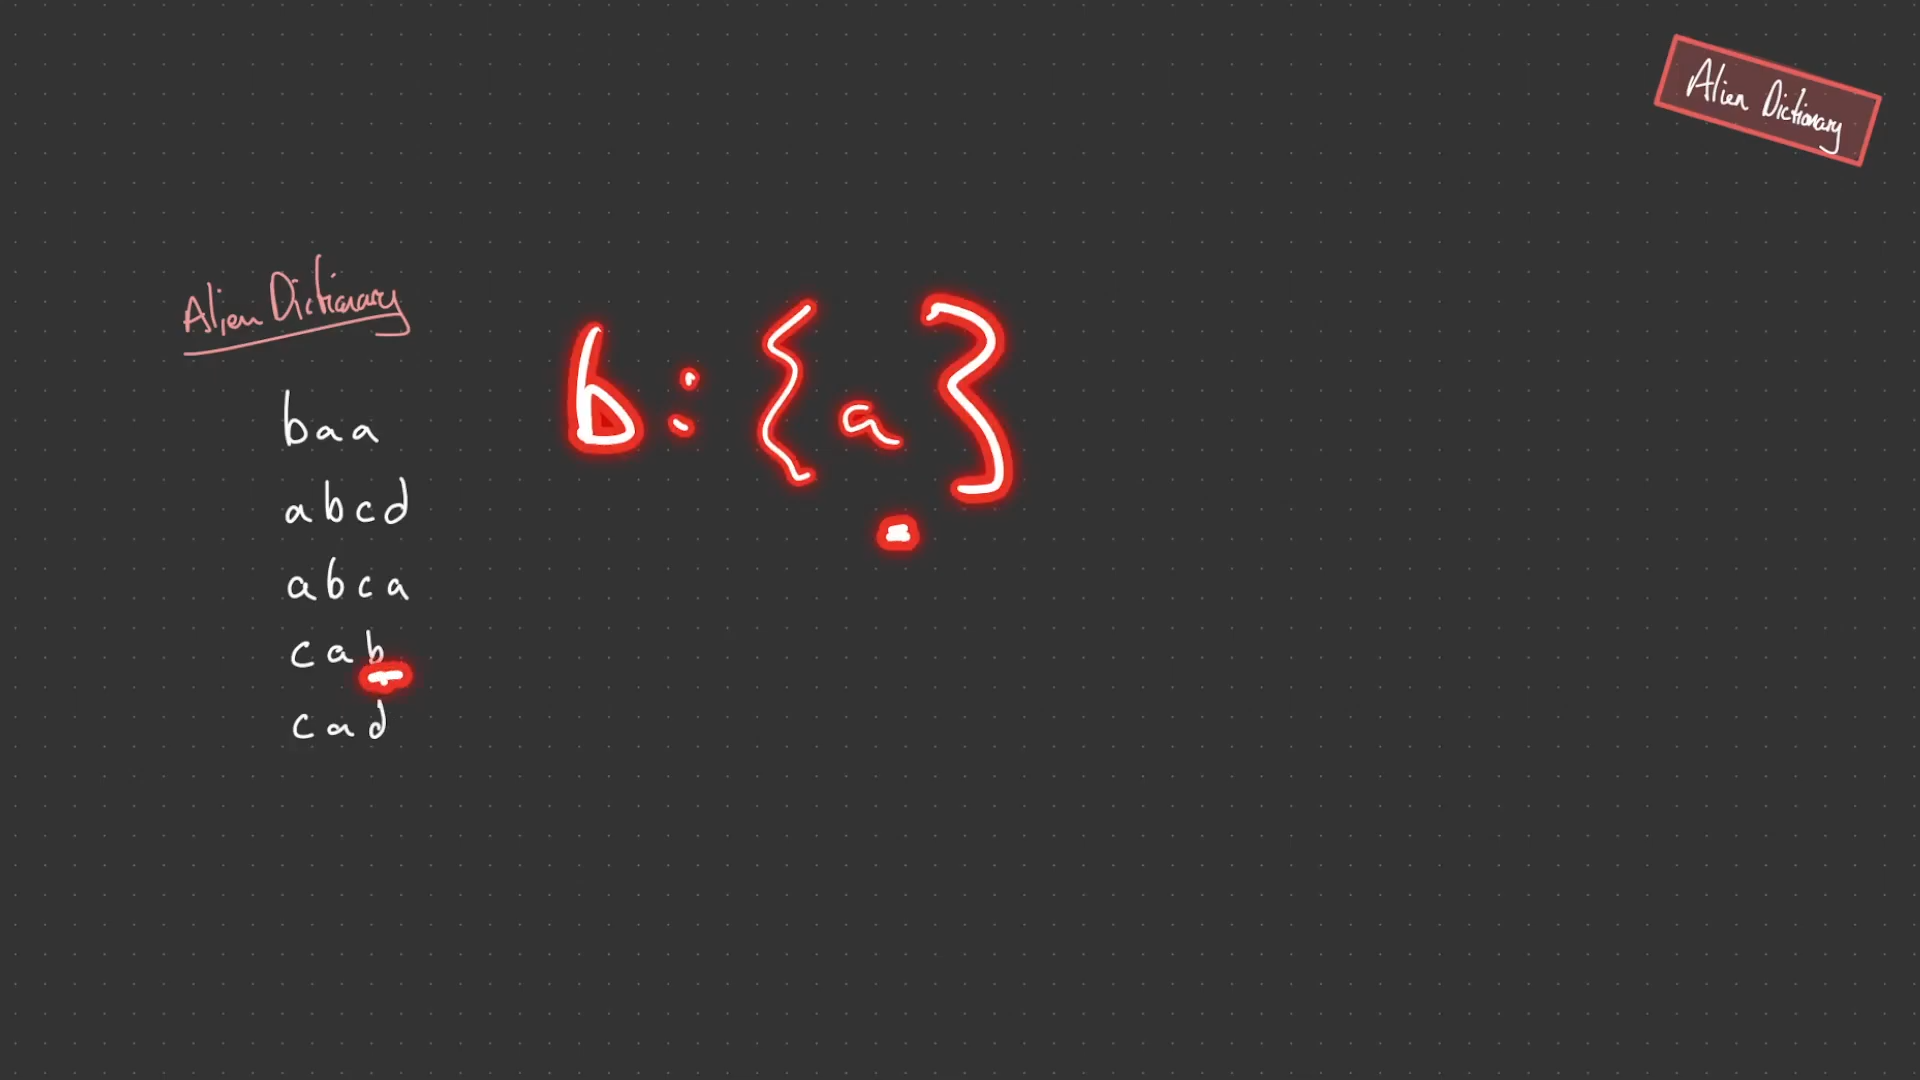 Alien Dictionary
Alien Dictionary
baa
abcd
abca
cab
cad
b: {a}